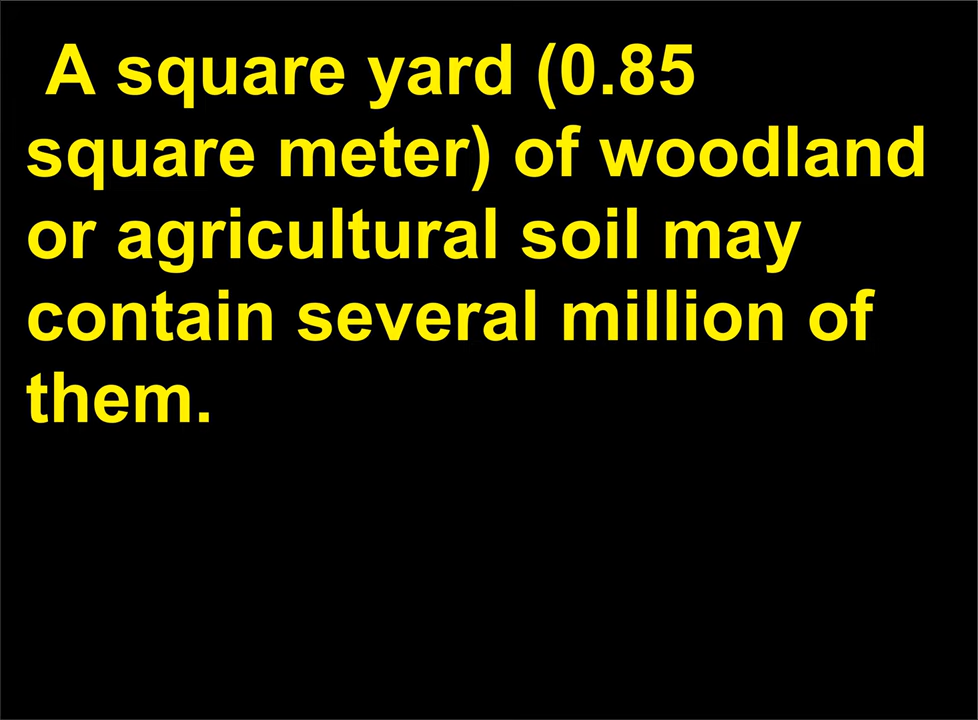 A square yard (0.85
square meter) of woodland
or agricultural soil may
contain several million of
them.